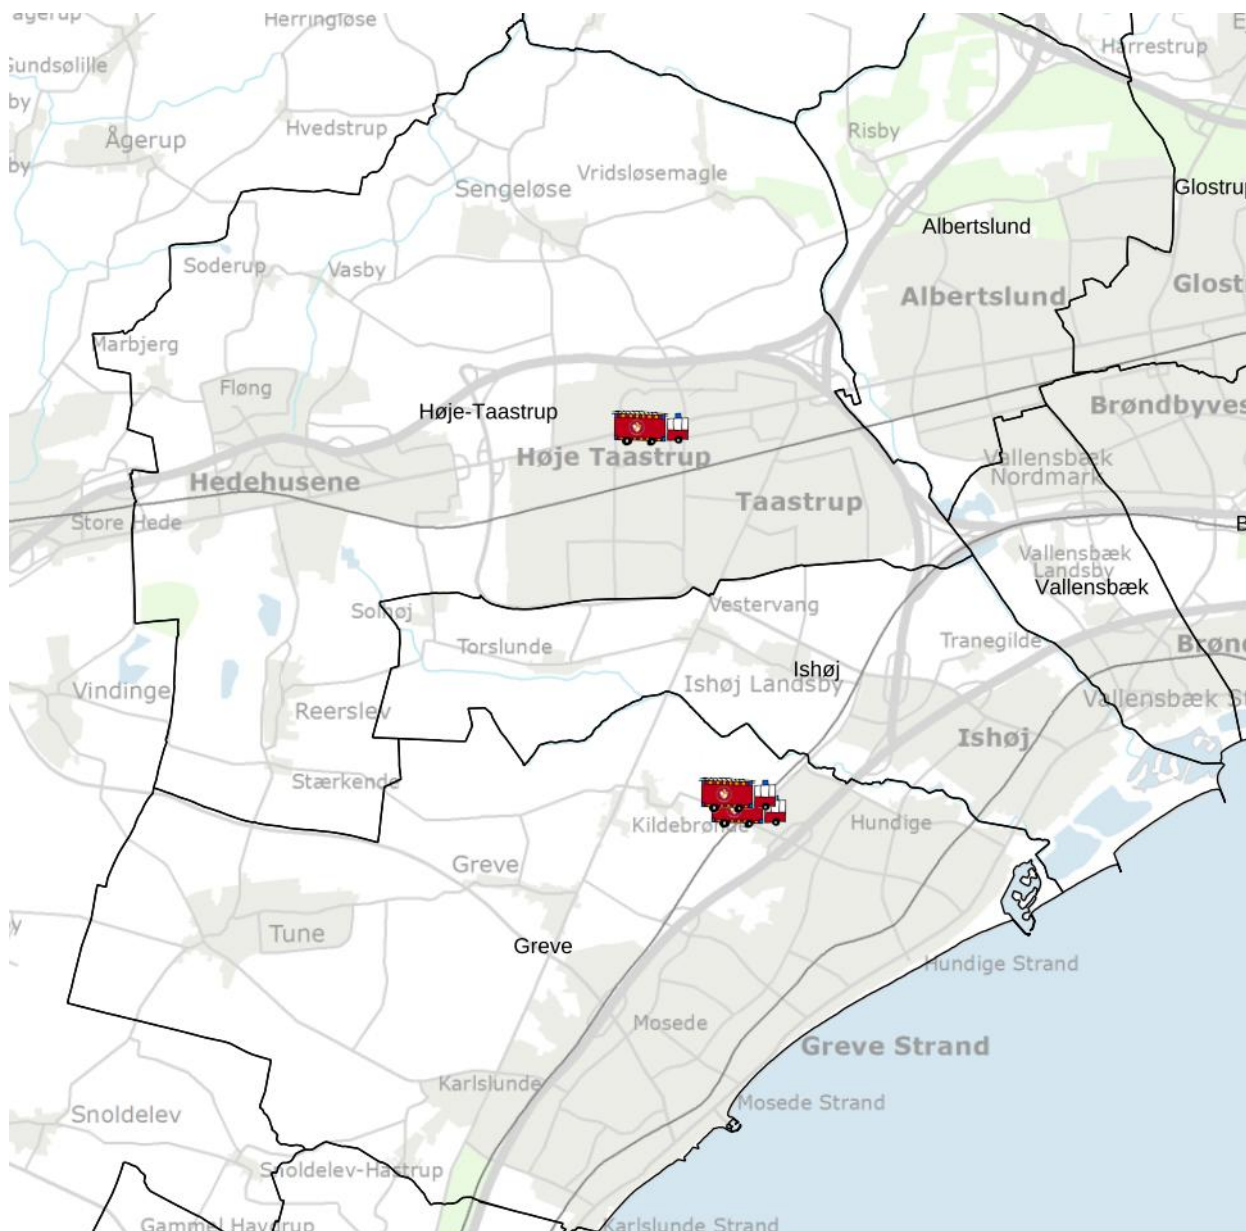 Herringløse
Harrestrup
Hvedstrup
Ågerup
Risby
Vridsløsemagle
Sengeløse
Glostrup
Albertslund
Soderup
Vasby
Albertslund
Marbjerg
Fløng
Høje-Taastrup
Høje Taastrup
Hedehusene
Vallensbæk
Nordmark
Taastrup
Store Hede
Vallensbæk
Landsby
Vallensbæk
Vestervang
Solhøj
Torslunde
Tranegilde
Ishøj
Ishøj Landsby
Vindinge
Reerslev
Ishøj
Stærkende
Kildebrønde
Hundige
Greve
Tune
Greve
Hundige Strand
Mosede
Greve Strand
Karlslunde
Mosede Strand
Snoldelev
Snoldelev-Hastrup
Gammel Havdrup
Karlslunde Strand